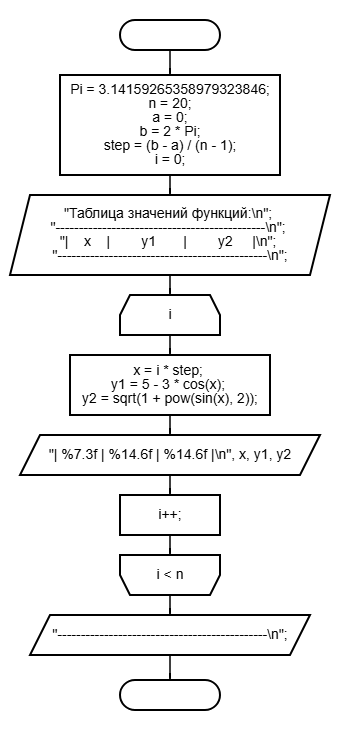 Pi = 3.14159265358979323846;
n = 20;
a = 0;
b = 2 * Pi;
step = (b - a) / (n - 1);
i = 0;
"Таблица значений функций:\n";
"---------------------------------------------\n";
"|    x    |        y1       |        y2     |\n";
"---------------------------------------------\n";
i
x = i * step;
y1 = 5 - 3 * cos(x);
y2 = sqrt(1 + pow(sin(x), 2));
"| %7.3f | %14.6f | %14.6f |\n", x, y1, y2
i++;
i < n
"---------------------------------------------\n";